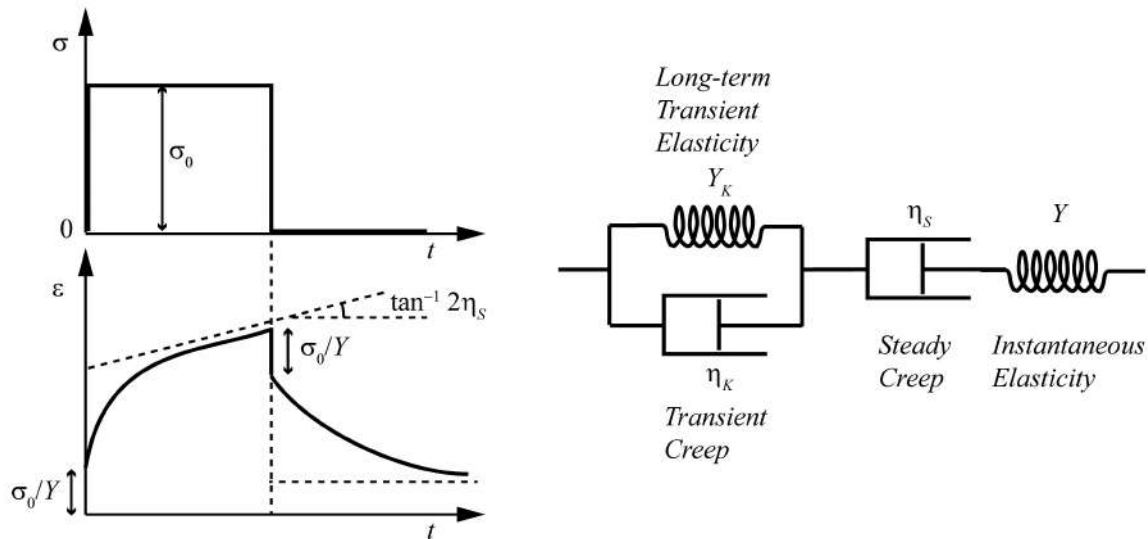 σ
σ₀
0
t
ε
tan⁻¹ 2ηₛ
σ₀/Y
σ₀/Y
t
Long-term
Transient
Elasticity
Y_K
η_K
Transient
Creep
η_S
Steady
Creep
Y
Instantaneous
Elasticity